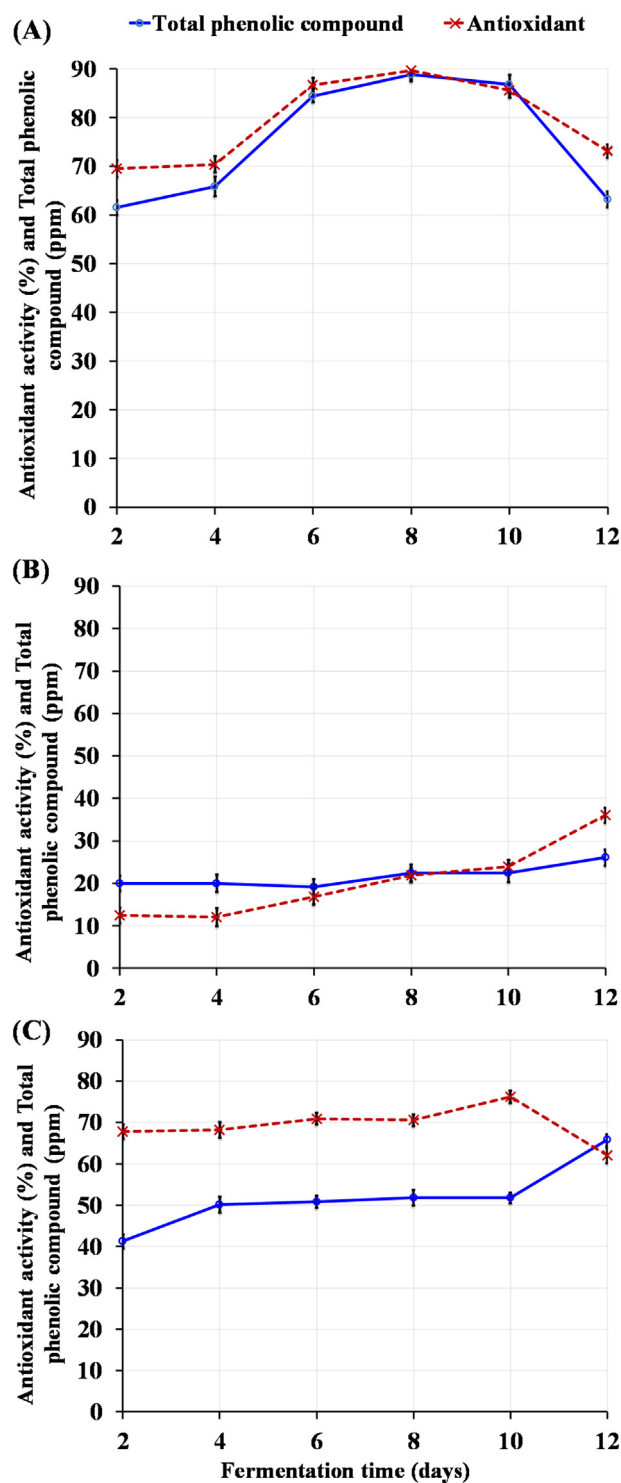 (A)
Total phenolic compound
Antioxidant
Antioxidant activity (%) and Total phenolic
compound (ppm)
90
80
70
60
50
40
30
20
10
0
2 4 6 8 10 12
(B)
Antioxidant activity (%) and Total
phenolic compound (ppm)
90
80
70
60
50
40
30
20
10
0
2 4 6 8 10 12
(C)
Antioxidant activity (%) and Total
phenolic compound (ppm)
90
80
70
60
50
40
30
20
10
0
2 4 6 8 10 12
Fermentation time (days)